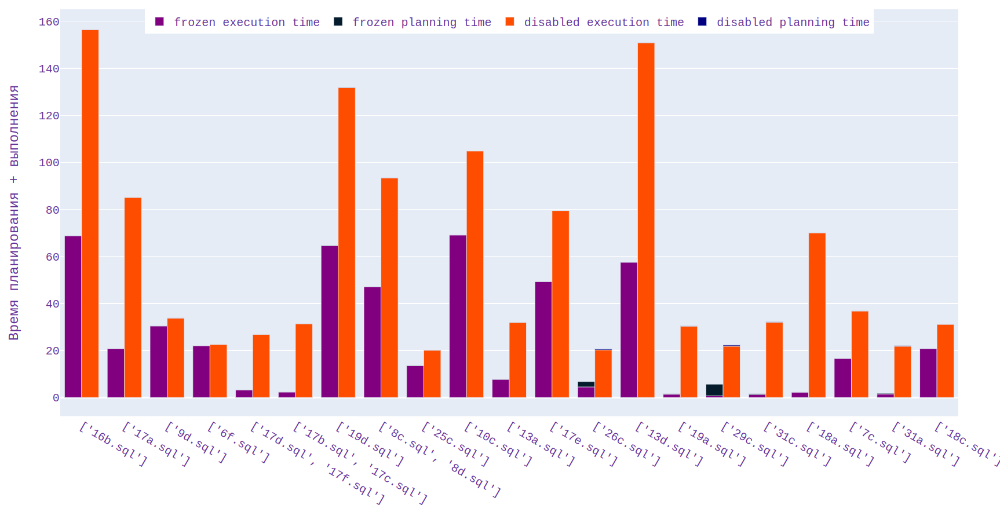 frozen execution time frozen planning time disabled execution time disabled planning time
Время планирования + выполнения
160
140
120
100
80
60
40
20
0
['16b.sql']
['17a.sql']
['9d.sql']
['6f.sql']
['17d.sql', '17f.sql']
['17b.sql', '17c.sql']
['19d.sql']
['8c.sql', '8d.sql']
['25c.sql']
['10c.sql']
['13a.sql']
['17e.sql']
['26c.sql']
['13d.sql']
['19a.sql']
['29c.sql']
['31c.sql']
['18a.sql']
['7c.sql']
['31a.sql']
['18c.sql']